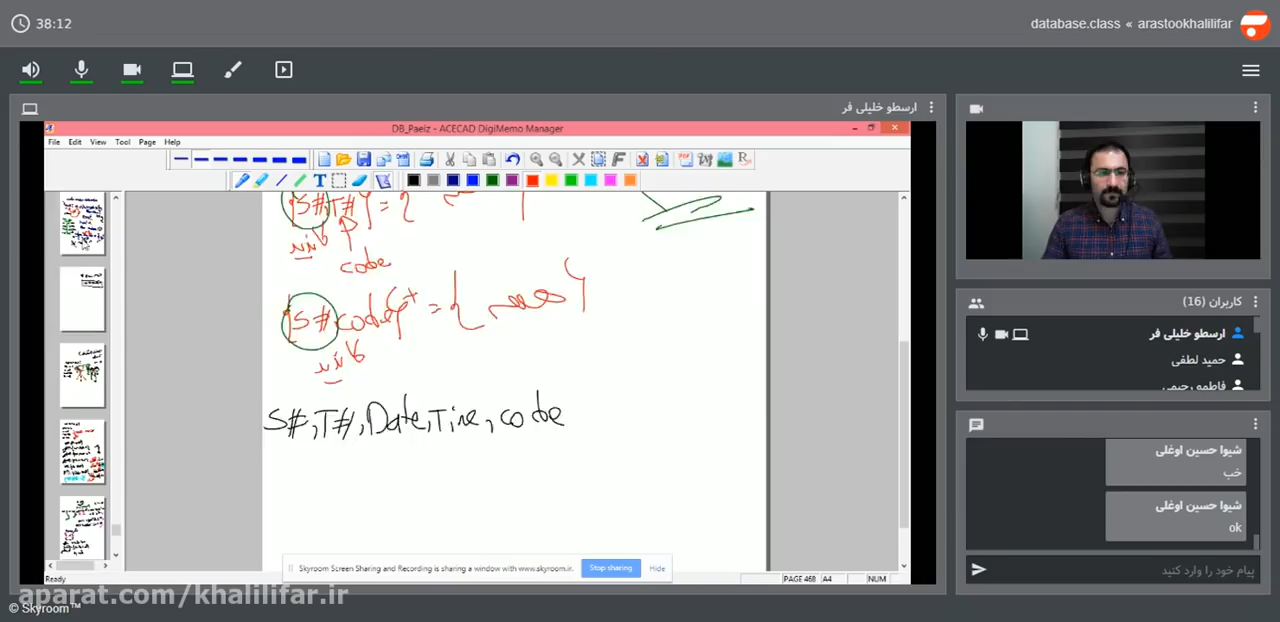 38:12
database.class « arastookhalilifar
ارسطو خلیلی فر
DB_Paeiz - ACECAD DigiMemo Manager
File Edit View Tool Page Help
S#,T#} = {
code
{S#,code}+ = { }
S#,T#,Date,Time,code
Skyroom Screen Sharing and Recording is sharing a window with www.skyroom.ir.
Stop sharing
Hide
Ready
PAGE 468 A4 NUM
aparat.com/khalilifar.ir
© Skyroom™
کاربران (16)
ارسطو خلیلی فر
حمید لطفی
فاطمه رحیمی
شیوا حسین اوغلی
خب
شیوا حسین اوغلی
ok
پیام خود را وارد کنید